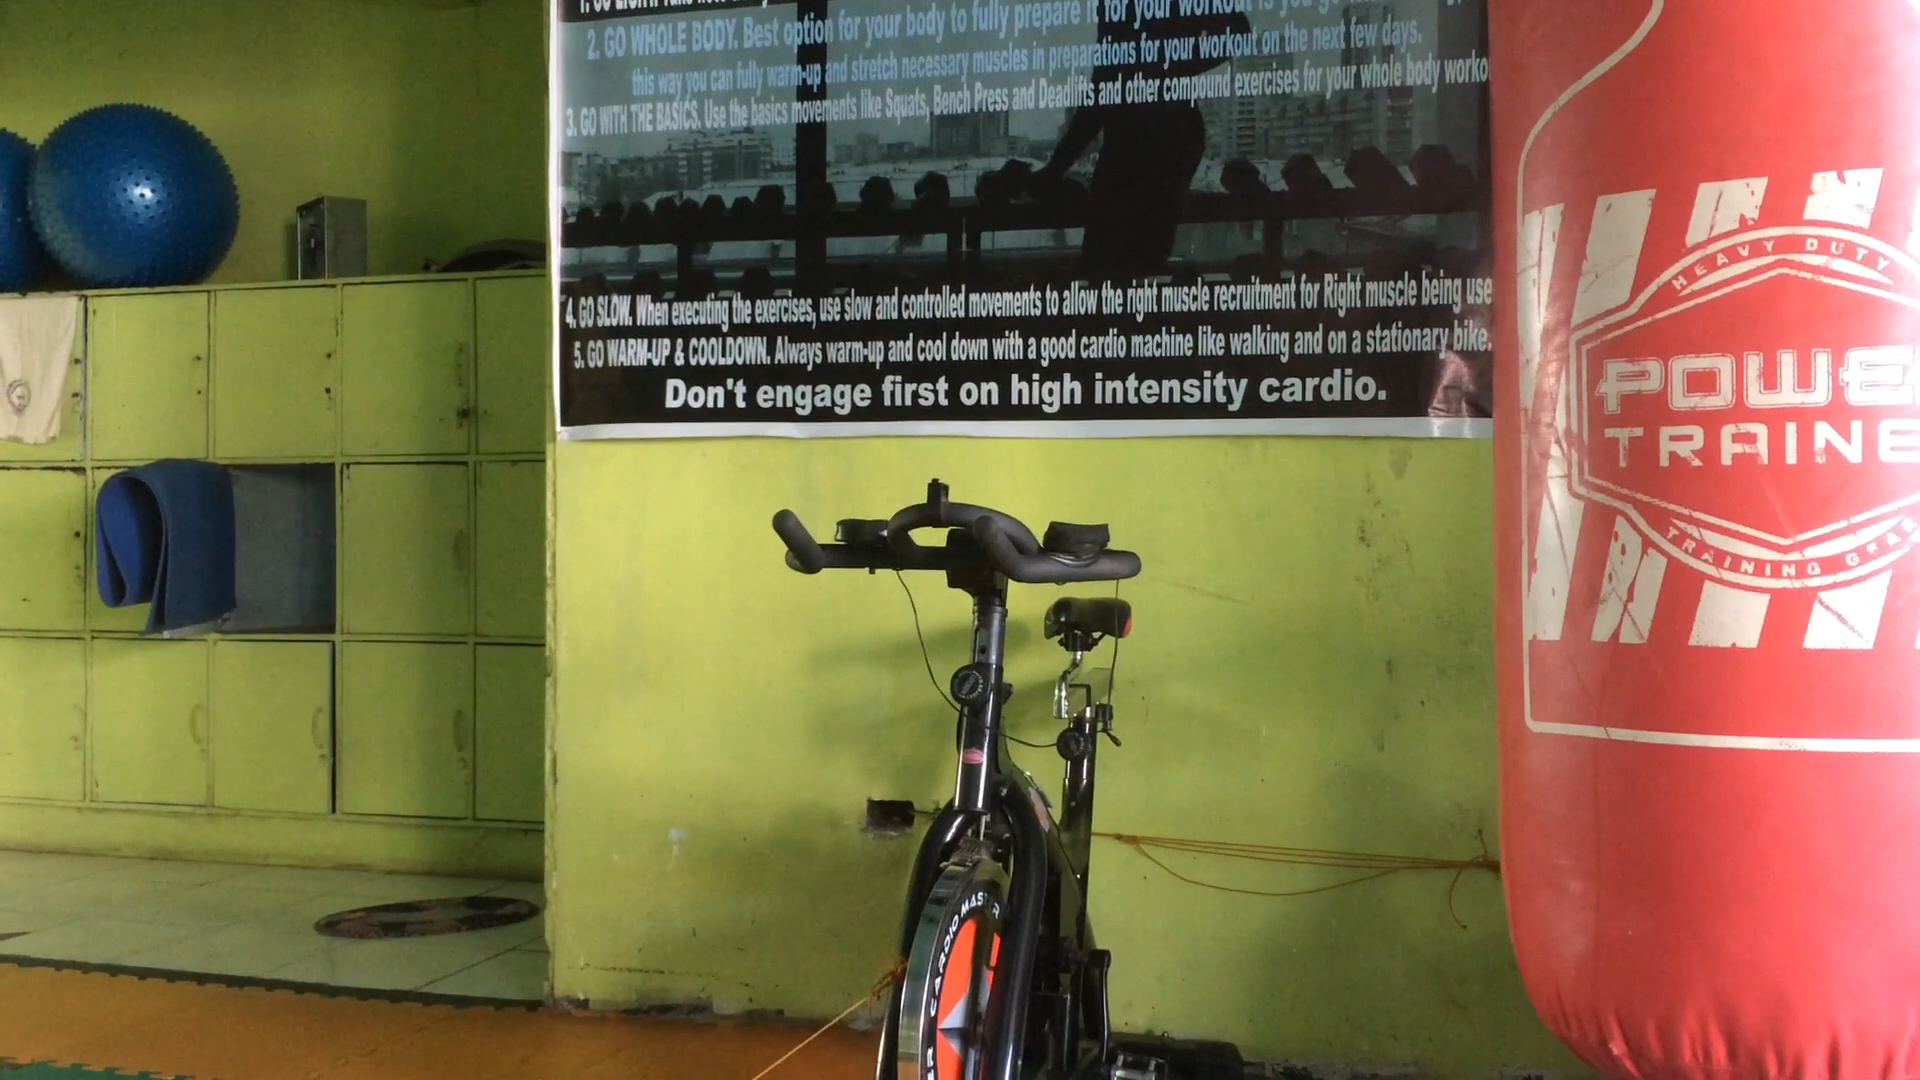 1. GO LIGHT.
2. GO WHOLE BODY. Best option for your body to fully prepare it for your workout is
this way you can fully warm-up and stretch necessary muscles in preparations for your workout on the next few days.
3. GO WITH THE BASICS. Use the basics movements like Squats, Bench Press and Deadlifts and other compound exercises for your whole body worko
4. GO SLOW. When executing the exercises, use slow and controlled movements to allow the right muscle recruitment for Right muscle being use
5. GO WARM-UP & COOLDOWN. Always warm-up and cool down with a good cardio machine like walking and on a stationary bike.
Don't engage first on high intensity cardio.
HEAVY DUTY
POWE
TRAINE
TRAINING GEAR
CARDIO MASTER